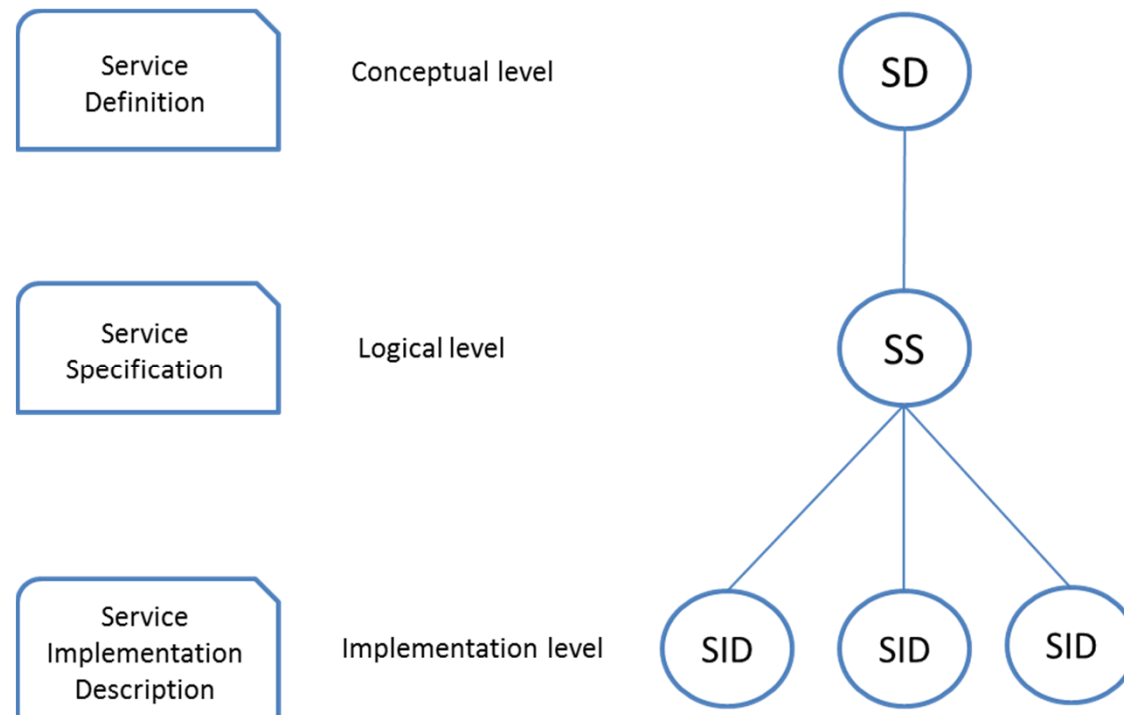 Service
Definition
Conceptual level
SD
Service
Specification
Logical level
SS
Service
Implementation
Description
Implementation level
SID
SID
SID